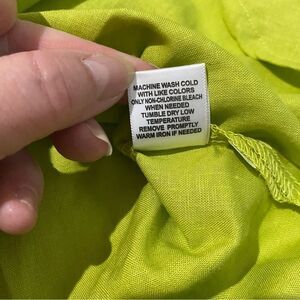 MACHINE WASH COLD
WITH LIKE COLORS
ONLY NON-CHLORINE BLEACH
WHEN NEEDED
TUMBLE DRY LOW
TEMPERATURE
REMOVE PROMPTLY
WARM IRON IF NEEDED